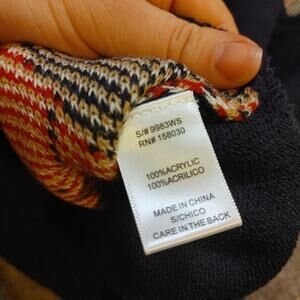 S/# 9983WS
RN# 158030
100%ACRYLIC
100%ACRILICO
MADE IN CHINA
S/CHICO
CARE IN THE BACK